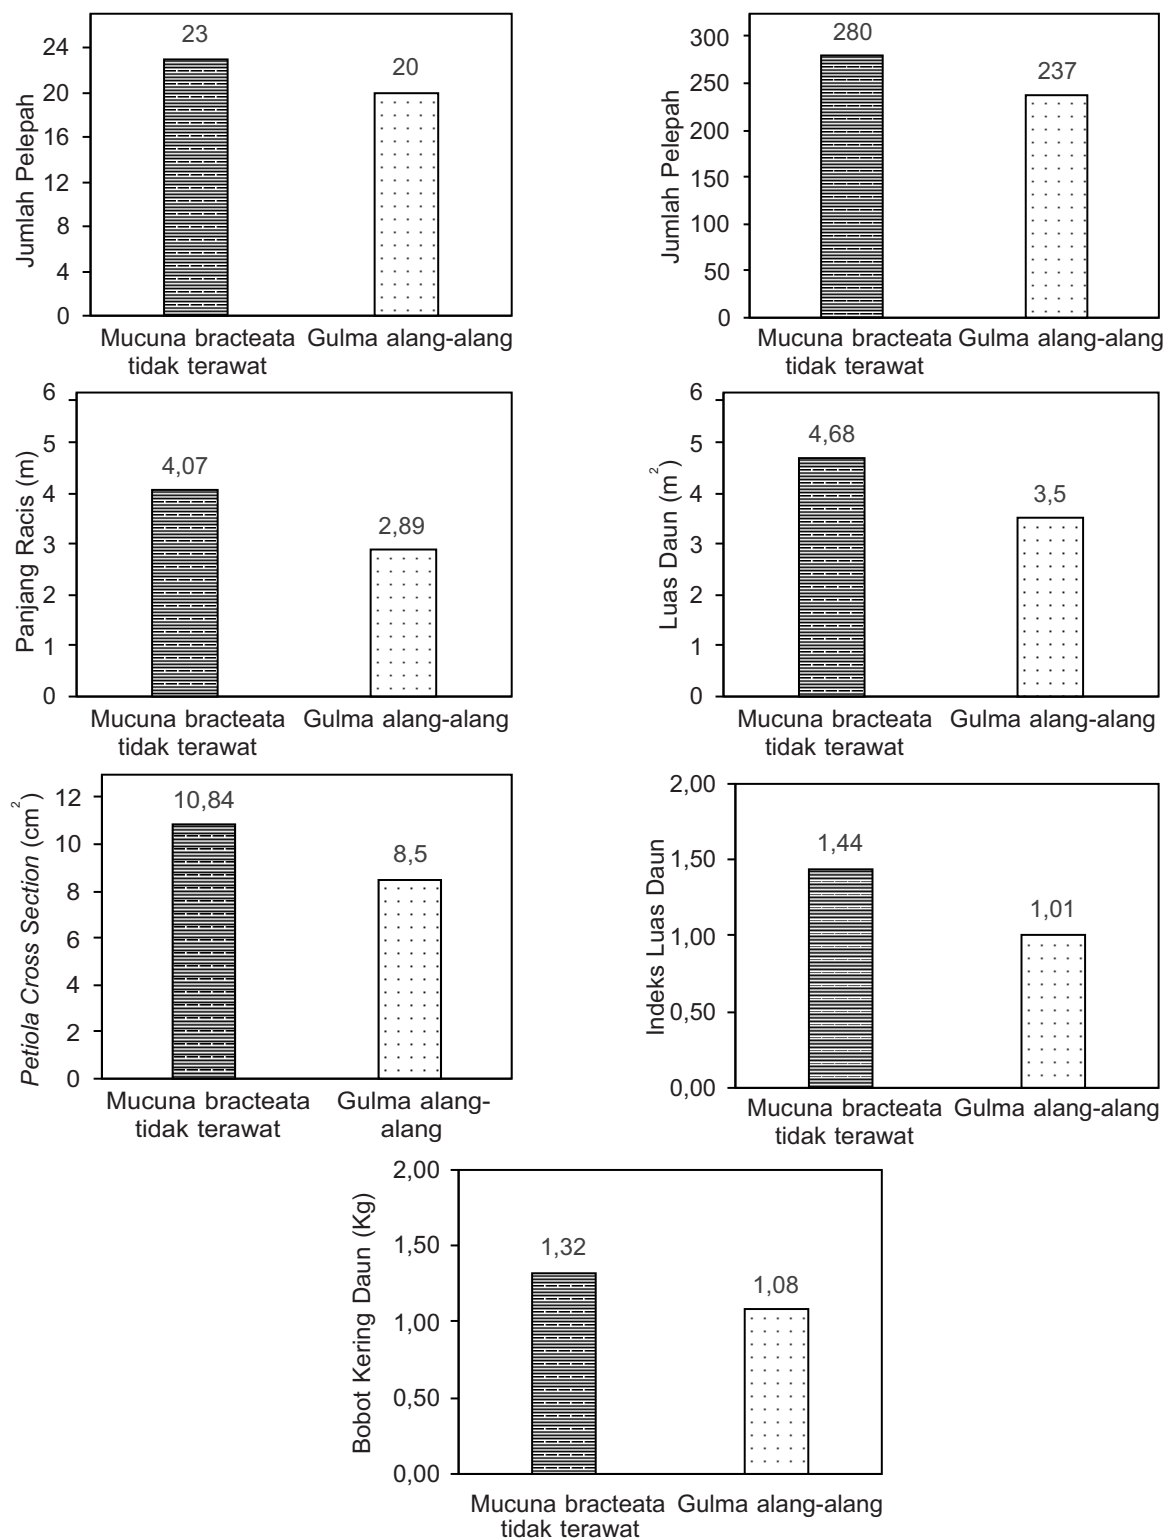 Jumlah Pelepah
24
20
16
12
8
4
0
23
20
Mucuna bracteata
tidak terawat
Gulma alang-alang
Jumlah Pelepah
300
250
200
150
100
50
0
280
237
Mucuna bracteata
tidak terawat
Gulma alang-alang
Panjang Racis (m)
6
5
4
3
2
1
0
4,07
2,89
Mucuna bracteata
tidak terawat
Gulma alang-alang
Luas Daun (m²)
6
5
4
3
2
1
0
4,68
3,5
Mucuna bracteata
tidak terawat
Gulma alang-alang
Petiola Cross Section (cm²)
12
10
8
6
4
2
0
10,84
8,5
Mucuna bracteata
tidak terawat
Gulma alang-
alang
Indeks Luas Daun
2,00
1,50
1,00
0,50
0,00
1,44
1,01
Mucuna bracteata
tidak terawat
Gulma alang-alang
Bobot Kering Daun (Kg)
2,00
1,50
1,00
0,50
0,00
1,32
1,08
Mucuna bracteata
tidak terawat
Gulma alang-alang